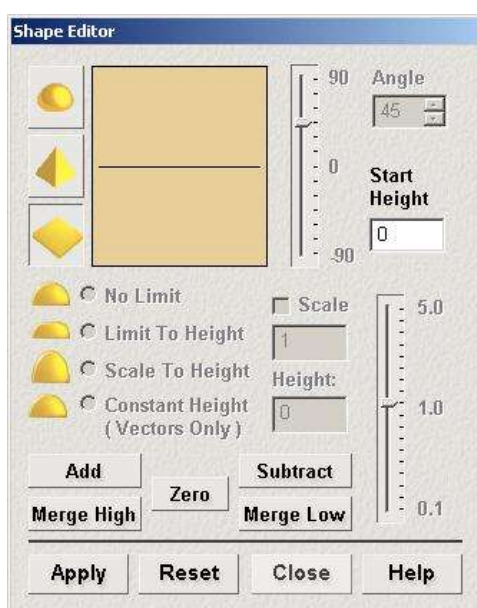 Shape Editor
90
Angle
45
0
Start
Height
0
-90
No Limit
Limit To Height
Scale To Height
Constant Height
( Vectors Only )
Scale
1
Height:
0
5.0
1.0
0.1
Add
Subtract
Zero
Merge High
Merge Low
Apply
Reset
Close
Help